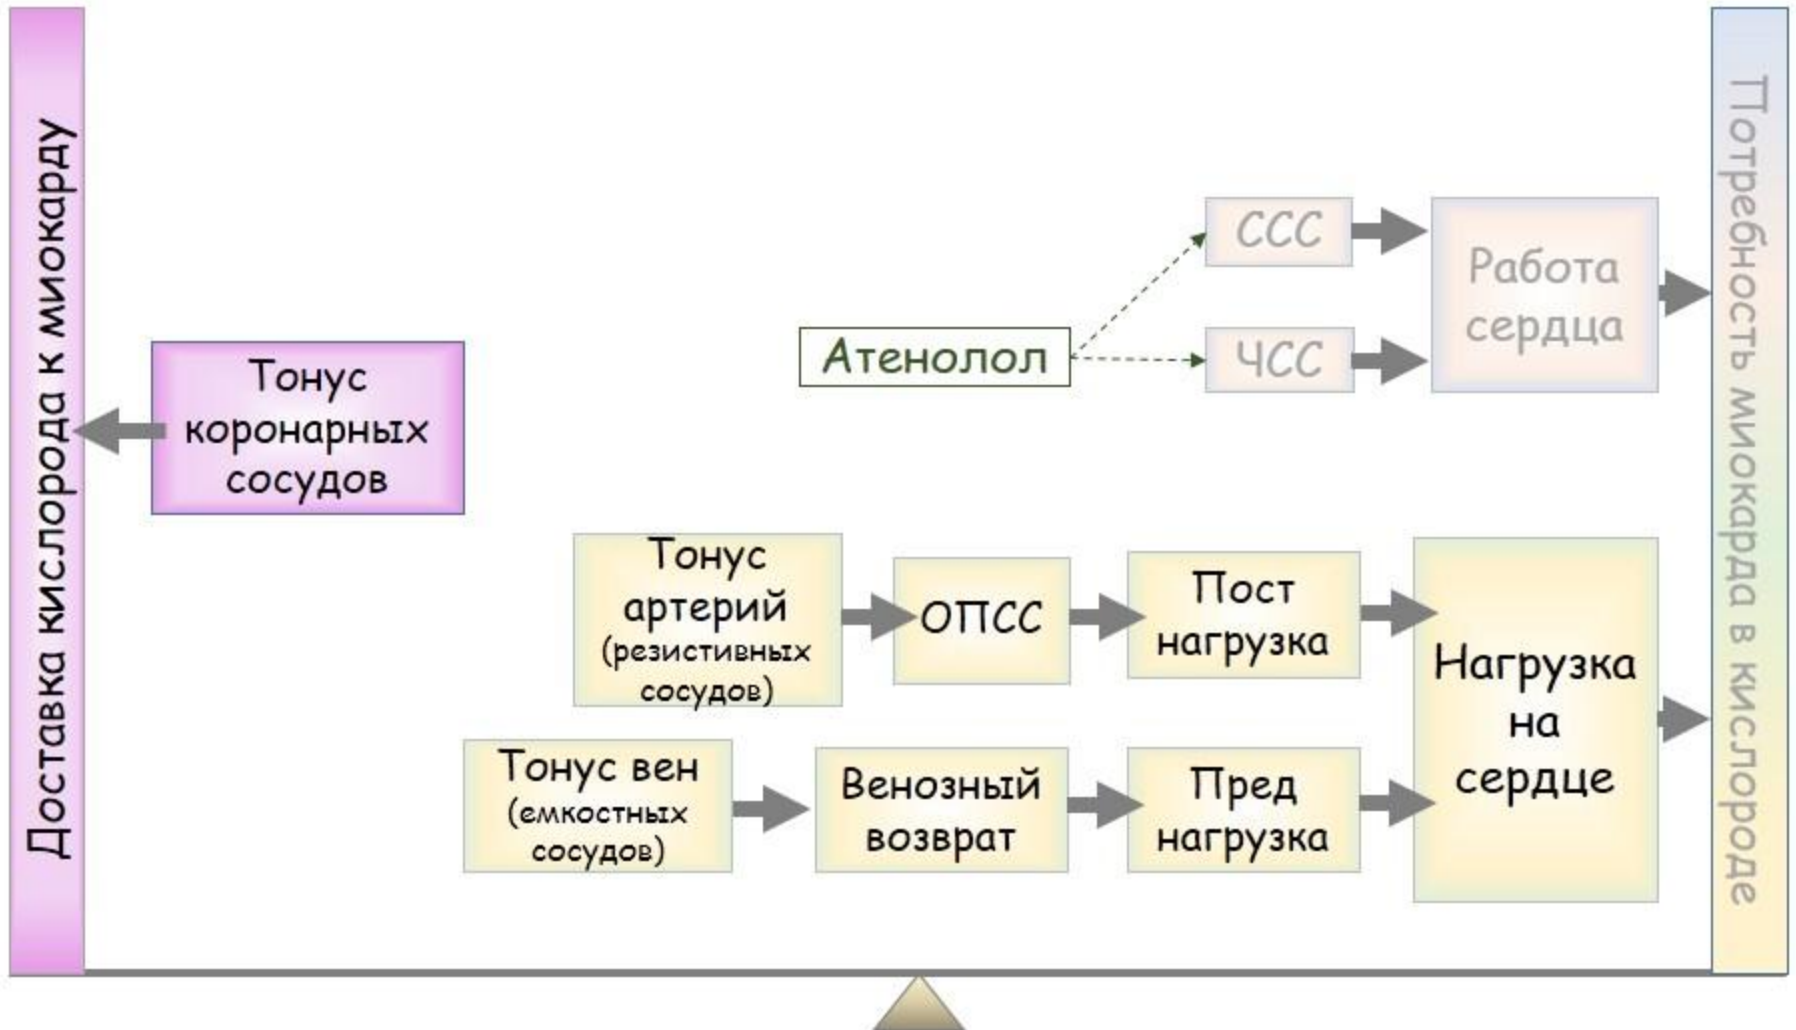 Доставка кислорода к миокарду
Тонус
коронарных
сосудов
Атенолол
ССС
ЧСС
Работа
сердца
Тонус
артерий
(резистивных
сосудов)
ОПСС
Пост
нагрузка
Тонус вен
(емкостных
сосудов)
Венозный
возврат
Пред
нагрузка
Нагрузка
на
сердце
Потребность миокарда в кислороде